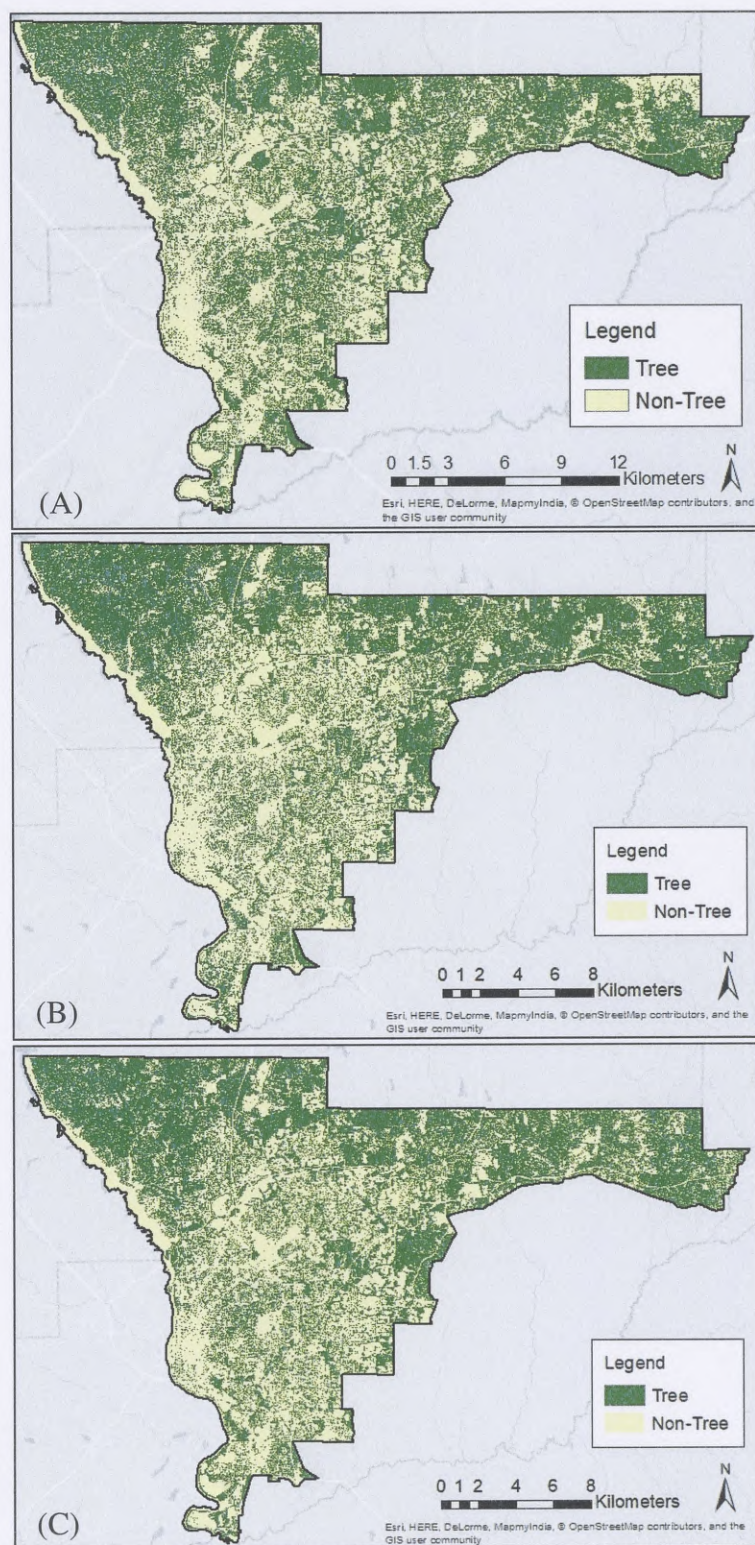 Legend
Tree
Non-Tree
N
0 1.5 3 6 9 12
Kilometers
(A)
Esri, HERE, DeLorme, MapmyIndia, © OpenStreetMap contributors, and
the GIS user community
Legend
Tree
Non-Tree
N
0 1 2 4 6 8
Kilometers
(B)
Esri, HERE, DeLorme, MapmyIndia, © OpenStreetMap contributors, and the
GIS user community
Legend
Tree
Non-Tree
N
0 1 2 4 6 8
Kilometers
(C)
Esri, HERE, DeLorme, MapmyIndia, © OpenStreetMap contributors, and the
GIS user community